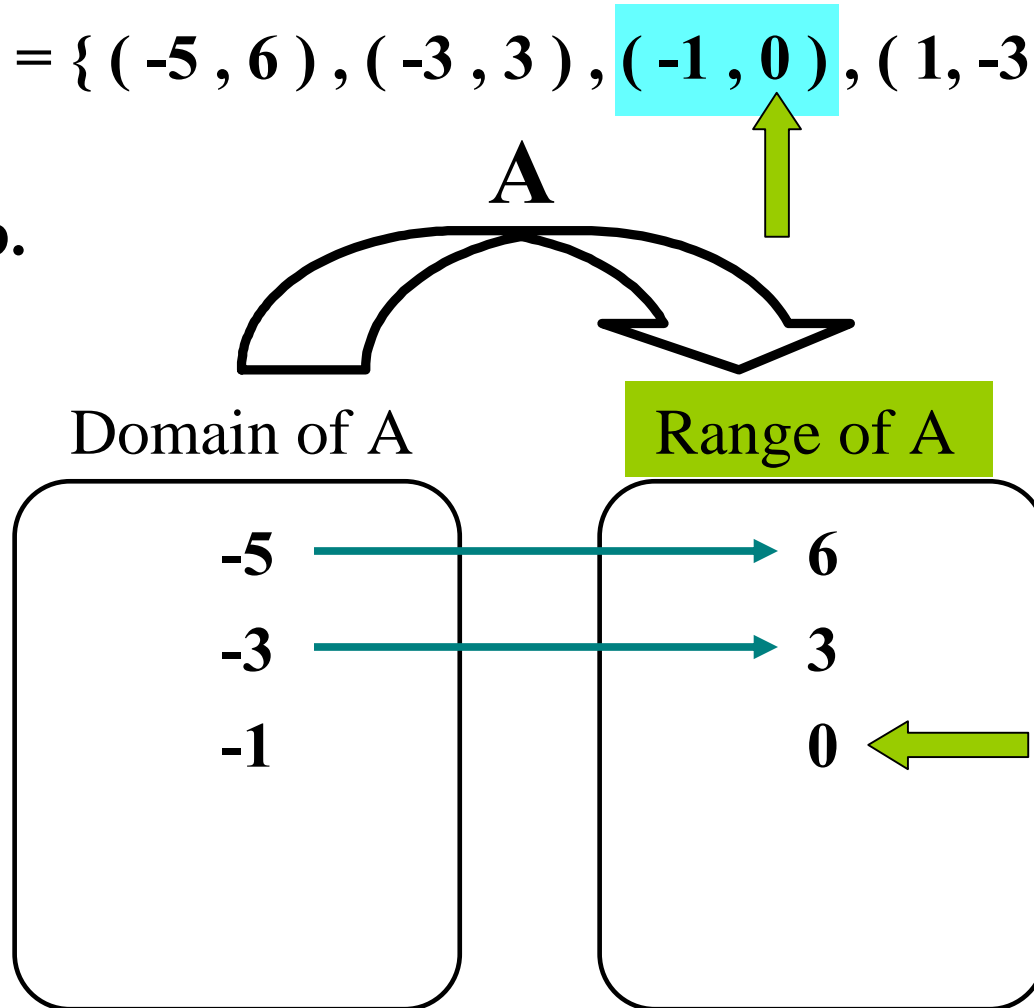 = { ( -5 , 6 ) , ( -3 , 3 ) , ( -1 , 0 ) , ( 1, -3
A
Domain of A Range of A
-5 6
-3 3
-1 0